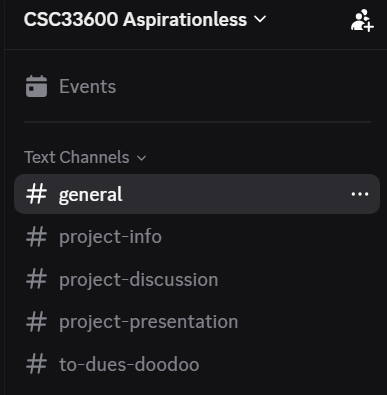 CSC33600 Aspirationless
Events
Text Channels
# general
# project-info
# project-discussion
# project-presentation
# to-dues-doodoo